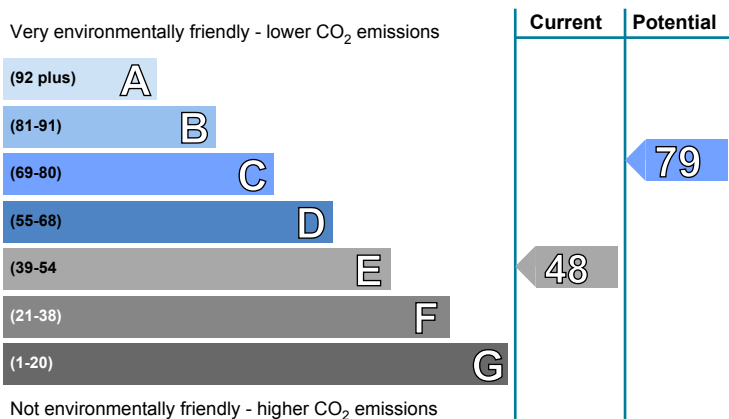 Current Potential
Very environmentally friendly - lower CO2 emissions
(92 plus) A
(81-91) B
(69-80) C 79
(55-68) D
(39-54 E 48
(21-38) F
(1-20) G
Not environmentally friendly - higher CO2 emissions